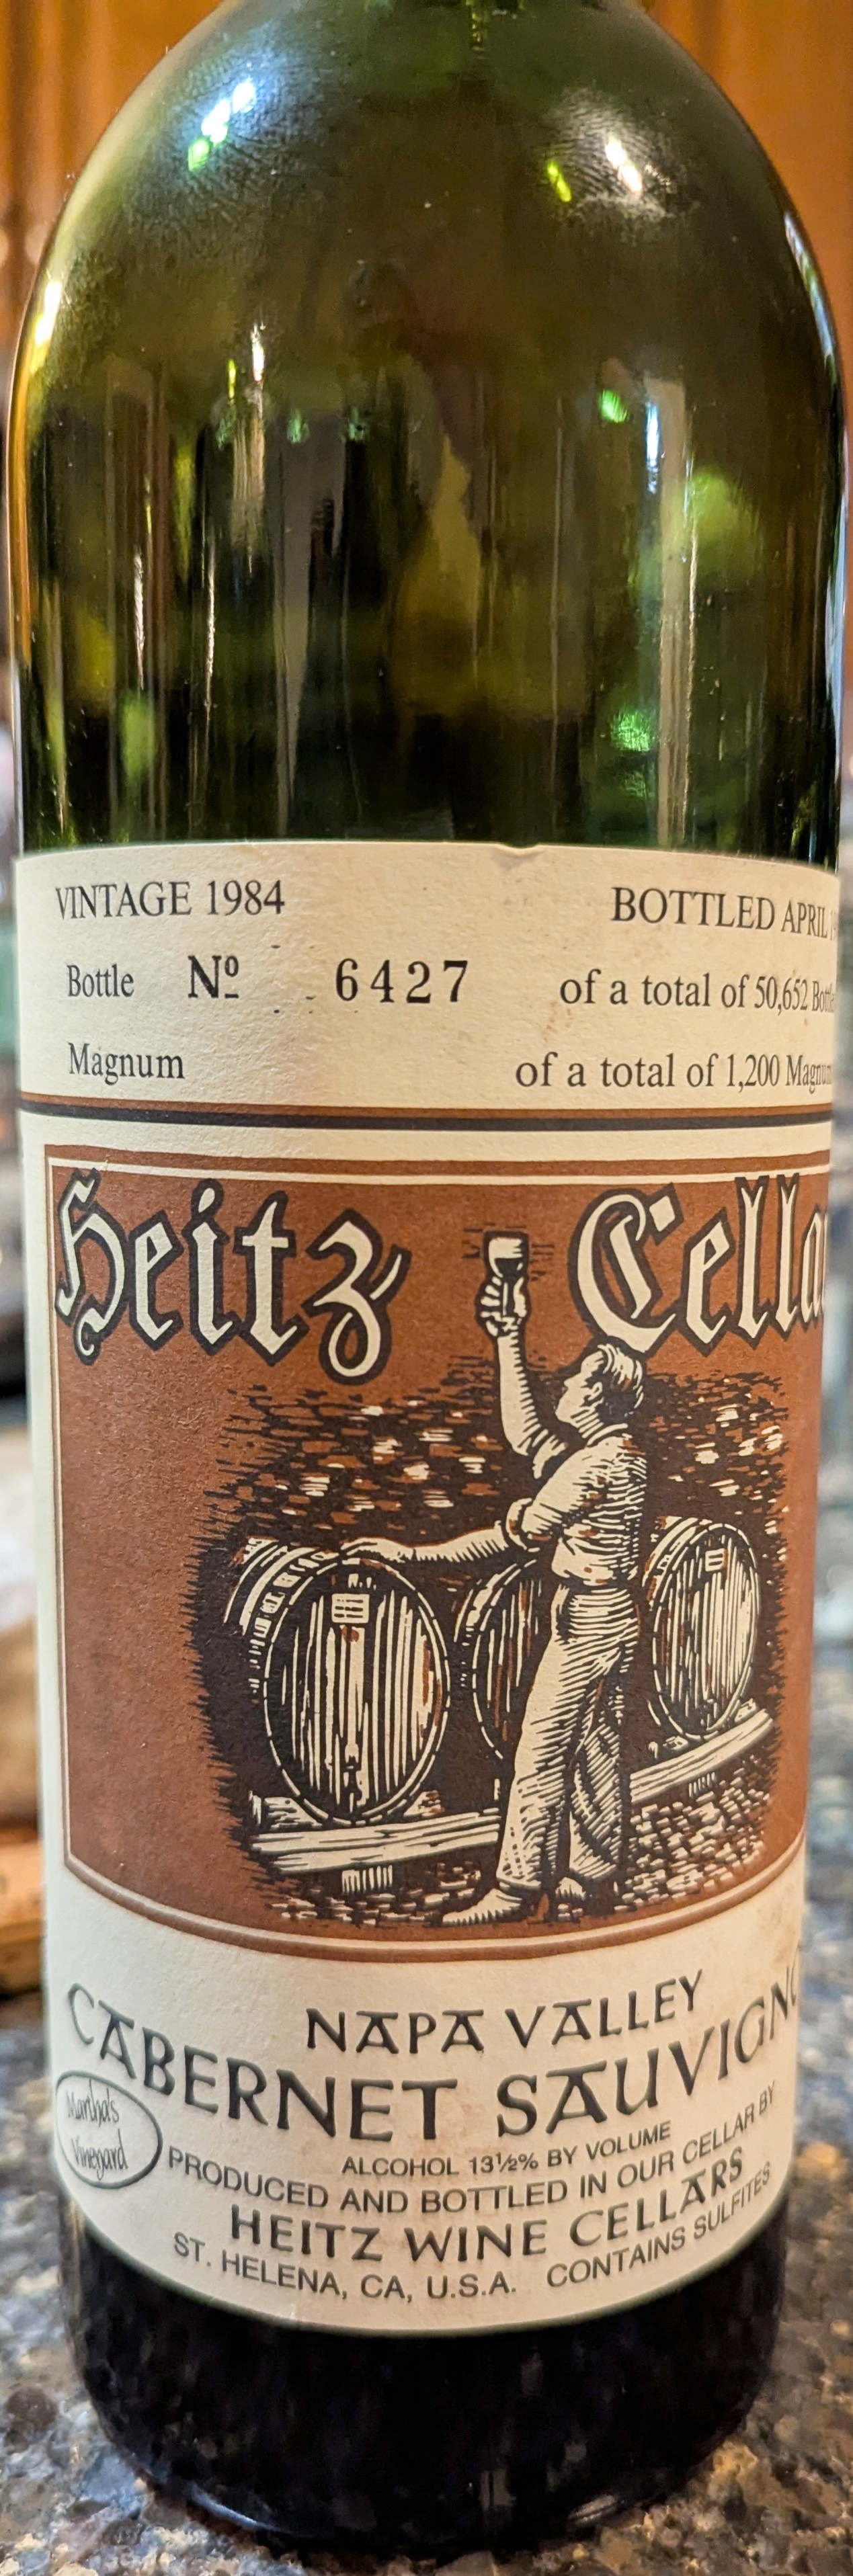 VINTAGE 1984 BOTTLED APRIL
Bottle Nº 6427 of a total of 50,652
Magnum of a total of 1,200
Heitz
NAPA VALLEY
CABERNET
Martha's
Vineyard
ALCOHOL 13½% BY VOLUME
PRODUCED AND BOTTLED IN OUR CELLAR BY
HEITZ WINE CELLARS
ST. HELENA, CA, U.S.A. CONTAINS SULFITES